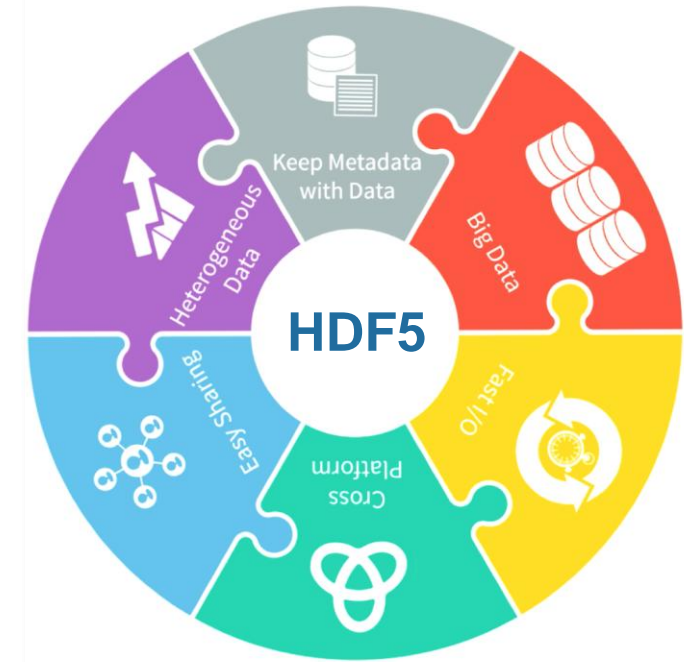 Keep Metadata
with Data
Big Data
Fast I/O
Cross
Platform
Easy Sharing
Heterogeneous
Data
HDF5